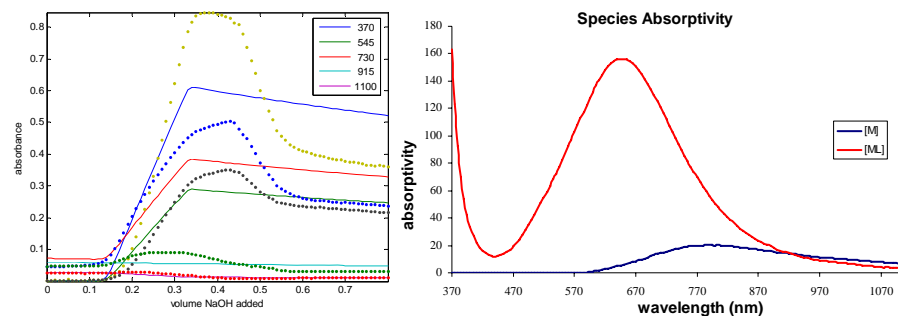 0.8
0.7
0.6
0.5
0.4
0.3
0.2
0.1
0
absorbance
0 0.1 0.2 0.3 0.4 0.5 0.6 0.7
volume NaOH added
370
545
730
915
1100
Species Absorptivity
180
160
140
120
100
80
60
40
20
0
absorptivity
370 470 570 670 770 870 970 1070
wavelength (nm)
[M]
[ML]